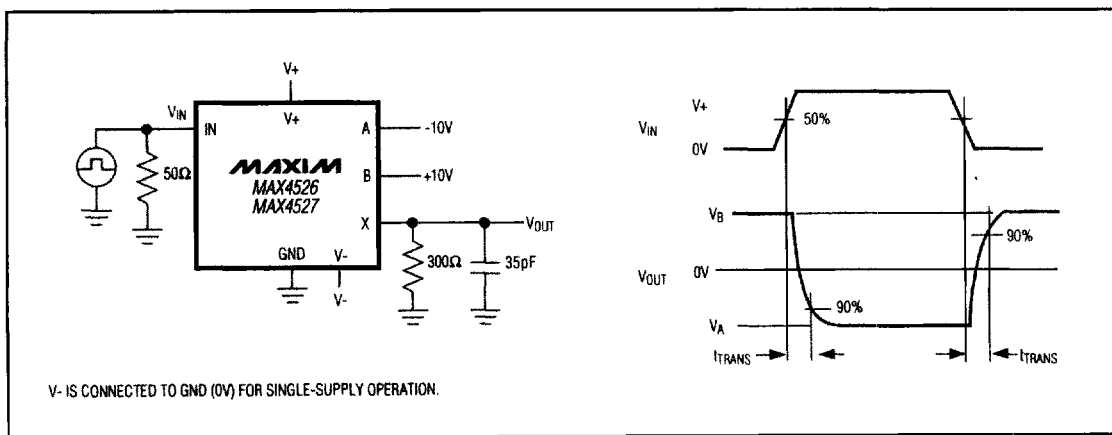 V+
VIN
IN
V+
A
-10V
50Ω
MAXIM
MAX4526
MAX4527
B
+10V
X
VOUT
GND
V-
V-
300Ω
35pF
V- IS CONNECTED TO GND (0V) FOR SINGLE-SUPPLY OPERATION.
VIN
V+
50%
0V
VB
90%
VOUT
0V
90%
VA
tTRANS
tTRANS